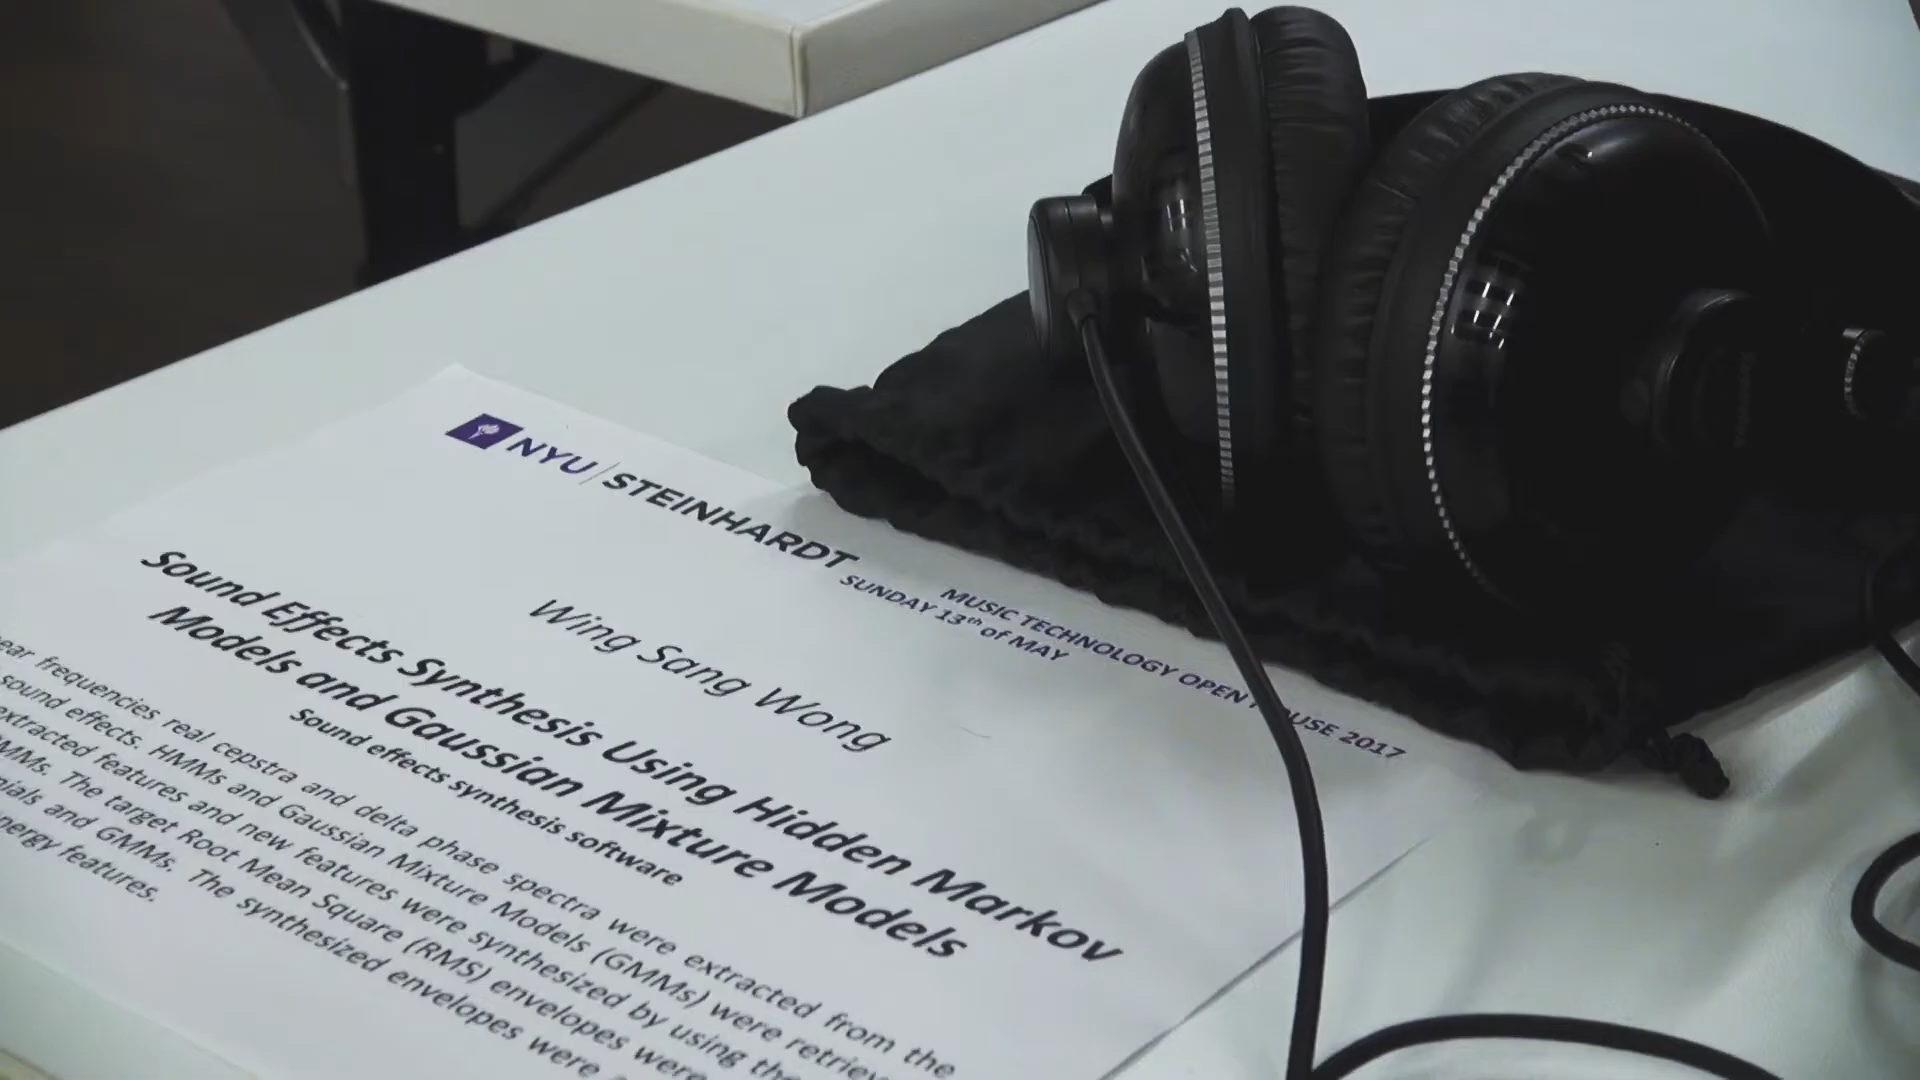 NYU STEINHARDT
MUSIC TECHNOLOGY OPEN USE 2017
SUNDAY 13th of MAY
Wing Sang Wong
Sound Effects Synthesis Using Hidden Markov
Models and Gaussian Mixture Models
Sound effects synthesis software
frequencies real cepstra and delta phase spectra were extracted from the
sound effects. HMMs and Gaussian Mixture Models (GMMs) were
extracted features and new features were synthesized by using
The target Root Mean Square (RMS) envelopes were
and GMMs. The synthesized envelopes were
features.